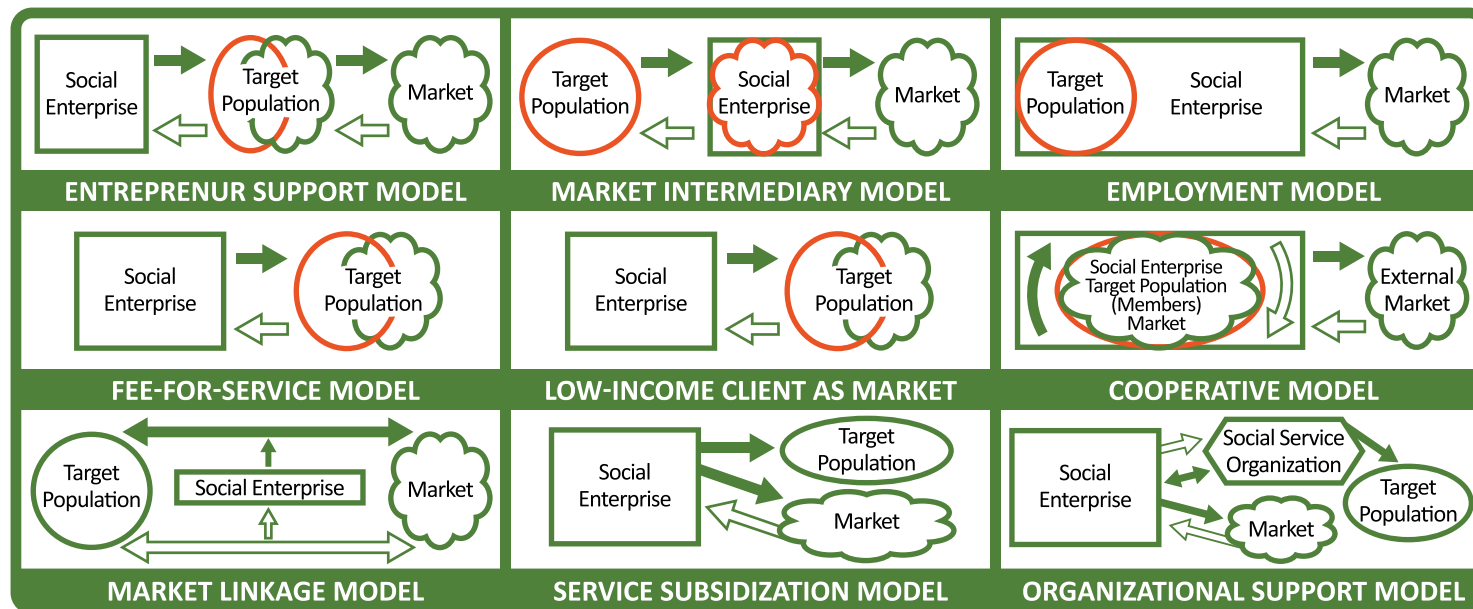 Social
Enterprise
Target
Population
Market
ENTREPRENUR SUPPORT MODEL
Target
Population
Social
Enterprise
Market
MARKET INTERMEDIARY MODEL
Target
Population
Social
Enterprise
Market
EMPLOYMENT MODEL
Social
Enterprise
Target
Population
FEE-FOR-SERVICE MODEL
Social
Enterprise
Target
Population
LOW-INCOME CLIENT AS MARKET
Social Enterprise
Target Population
(Members)
Market
External
Market
COOPERATIVE MODEL
Target
Population
Social Enterprise
Market
MARKET LINKAGE MODEL
Social
Enterprise
Target
Population
Market
SERVICE SUBSIDIZATION MODEL
Social
Enterprise
Social Service
Organization
Market
Target
Population
ORGANIZATIONAL SUPPORT MODEL